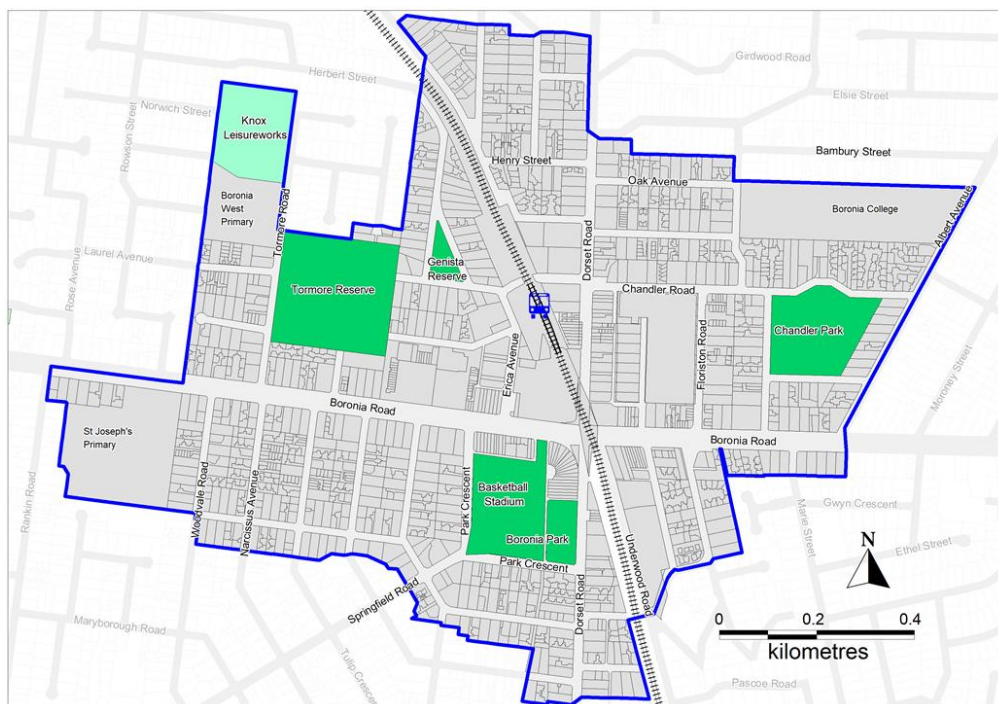 Girdwood Road
Herbert Street
Elsie Street
Norwich Street
Rowson Street
Knox
Leisureworks
Henry Street
Bambury Street
Oak Avenue
Boronia
West
Primary
Tormore Road
Boronia College
Albert Avenue
Dorset Road
Laurel Avenue
Rose Avenue
Genista
Reserve
Tormore Reserve
Chandler Road
Chandler Park
Floriston Road
Erica Avenue
Moroney Street
Boronia Road
St Joseph's
Primary
Boronia Road
Rankin Road
Woodvale Road
Narcissus Avenue
Park Crescent
Basketball
Stadium
Boronia Park
Park Crescent
Gwyn Crescent
Marie Street
Ethel Street
N
Underwood Road
Springfield Road
Dorset Road
Maryborough Road
Tulip Crescent
0 0.2 0.4
kilometres
Pascoe Road